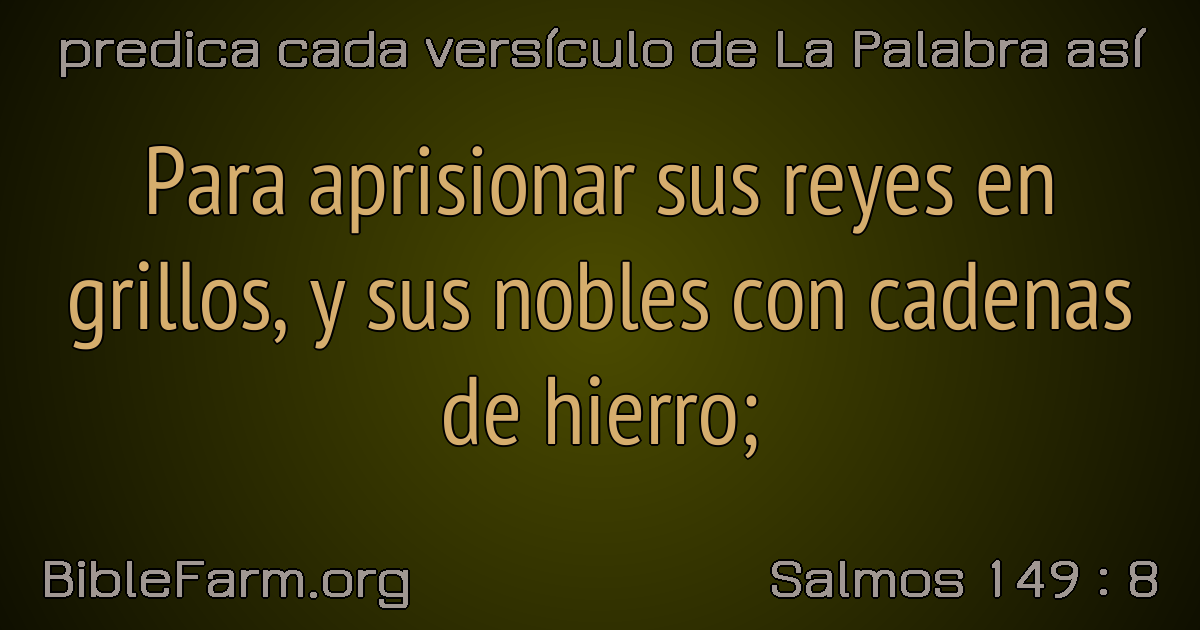 predica cada versículo de La Palabra así
Para aprisionar sus reyes en
grillos, y sus nobles con cadenas
de hierro;
BibleFarm.org
Salmos 149 : 8